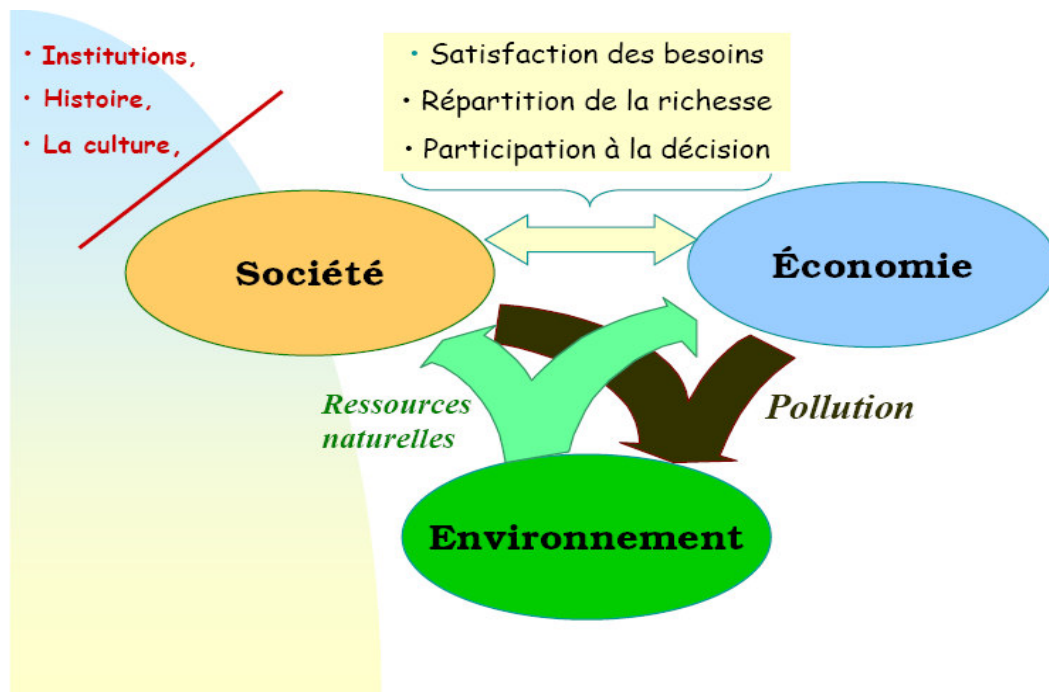 • Institutions,
• Histoire,
• La culture,
• Satisfaction des besoins
• Répartition de la richesse
• Participation à la décision
Société
Économie
Ressources
naturelles
Pollution
Environnement